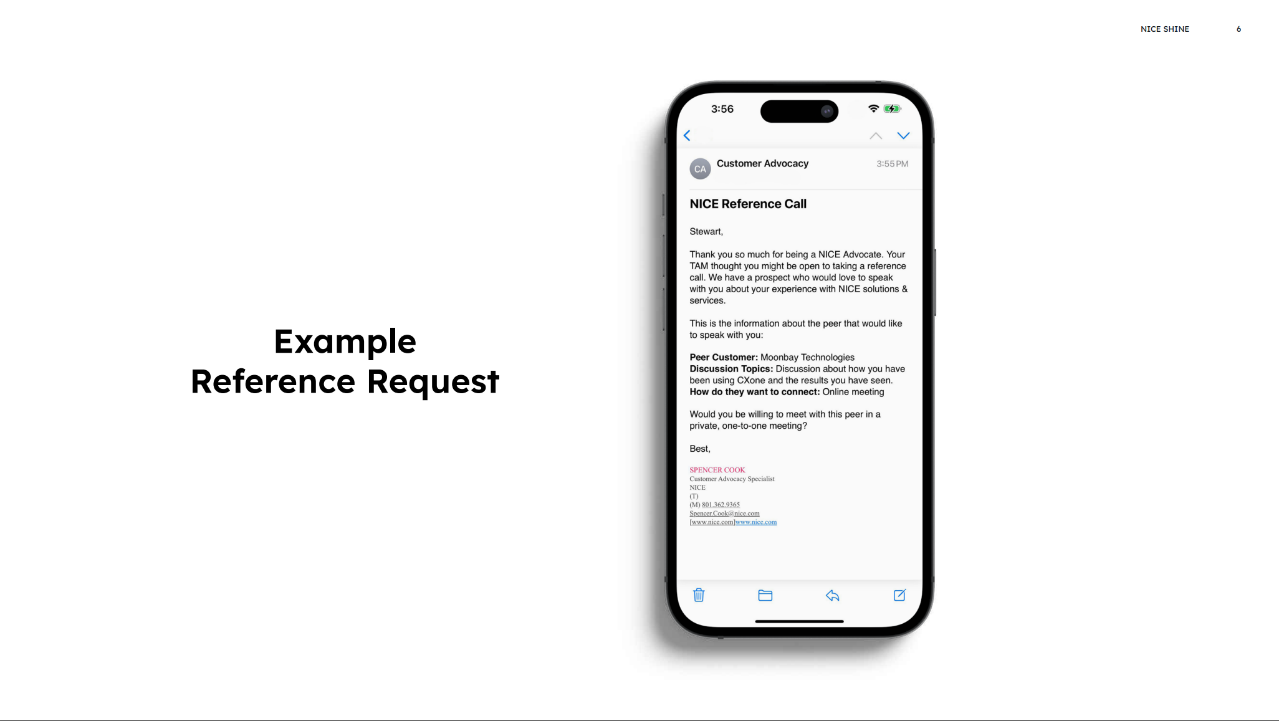 NICE SHINE 6
3:56
CA Customer Advocacy 3:55 PM
NICE Reference Call
Stewart,
Thank you so much for being a NICE Advocate. Your
TAM thought you might be open to taking a reference
call. We have a prospect who would love to speak
with you about your experience with NICE solutions &
services.
This is the information about the peer that would like
to speak with you:
Peer Customer: Moonbay Technologies
Discussion Topics: Discussion about how you have
been using CXone and the results you have seen.
How do they want to connect: Online meeting
Would you be willing to meet with this peer in a
private, one-to-one meeting?
Best,
SPENCER COOK
Customer Advocacy Specialist
NICE
(T)
(M) 801.362.9365
Spencer.Cook@nice.com
[www.nice.com]www.nice.com
Example
Reference Request